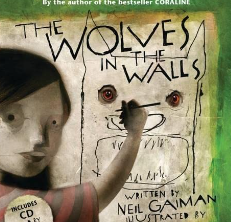 By the author of the bestseller CORALINE
THE WOLVES
IN THE
WALLS
WRITTEN BY
NEIL GAIMAN
ILLUSTRATED BY
INCLUDES
CD